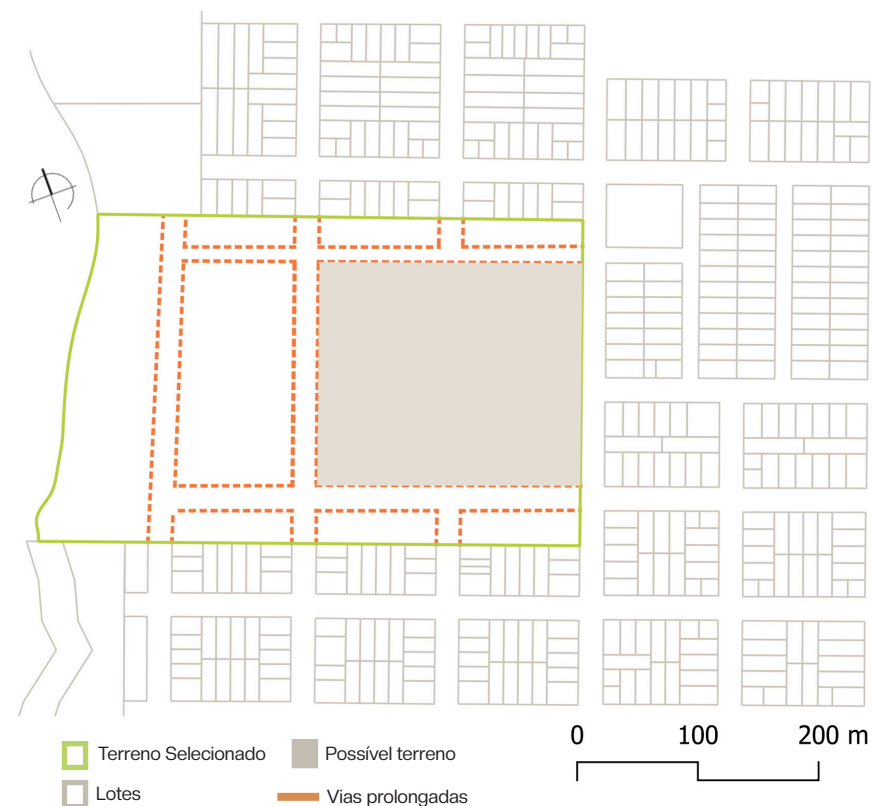 0 100 200 m
Terreno Selecionado Possível terreno
Lotes Vias prolongadas